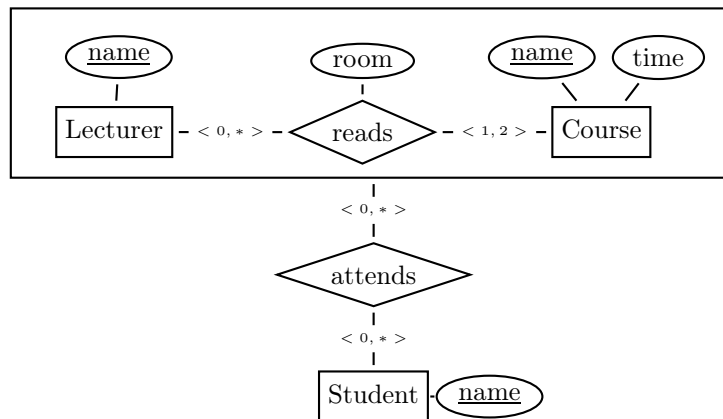 name room name time
Lecturer < 0, * > reads < 1, 2 > Course
< 0, * >
attends
< 0, * >
Student name